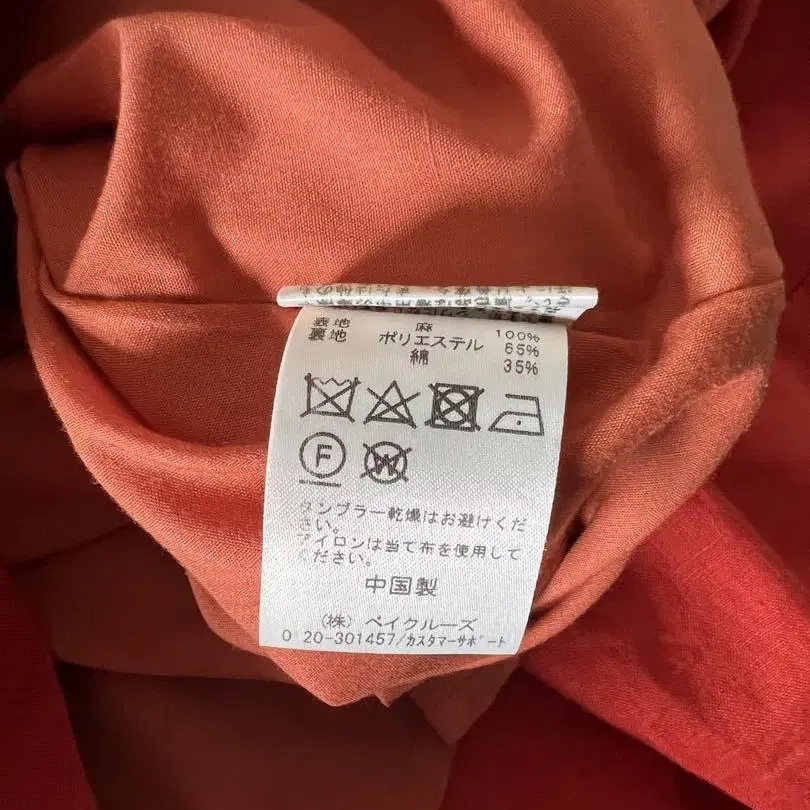 表地 麻 100%
裏地 ポリエステル 65%
綿 35%
F
W
タンブラー乾燥はお避けくだ
さい。
アイロンは当て布を使用して
ください。
中国製
(株) ベイクルーズ
0120-301457/カスタマーサポート